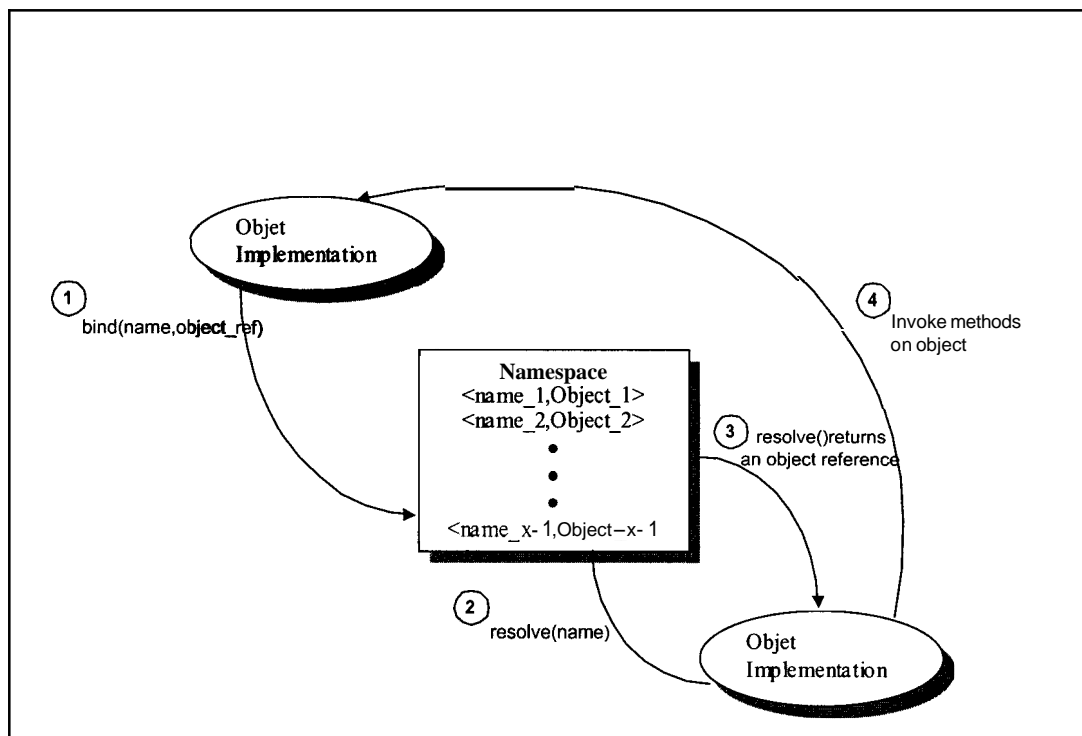 Objet
Implementation
1
bind(name,object_ref)
4
Invoke methods
on object
Namespace
<name_1,Object_1>
<name_2,Object_2>
3
resolve()returns
an object reference
<name_x-1,Object–x-1
2
resolve(name)
Objet
Implementation